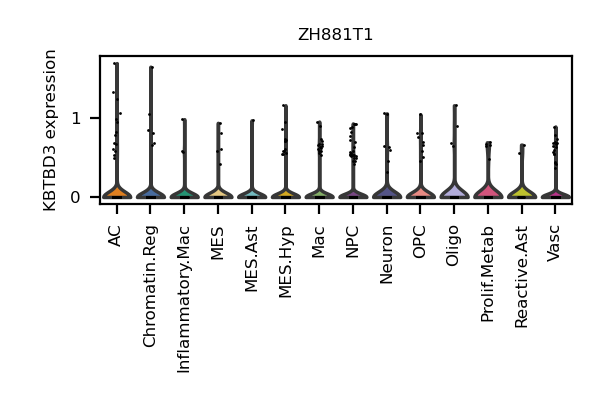 ZH881T1
KBTBD3 expression
1
0
AC
Chromatin.Reg
Inflammatory.Mac
MES
MES.Ast
MES.Hyp
Mac
NPC
Neuron
OPC
Oligo
Prolif.Metab
Reactive.Ast
Vasc